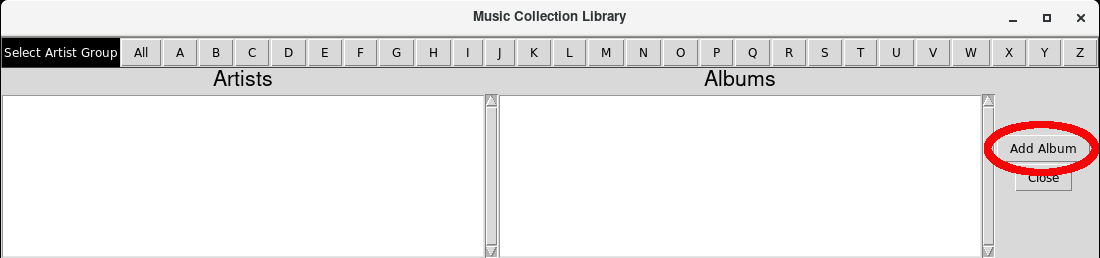 Music Collection Library
Select Artist Group All A B C D E F G H I J K L M N O P Q R S T U V W X Y Z
Artists Albums
Add Album
Close